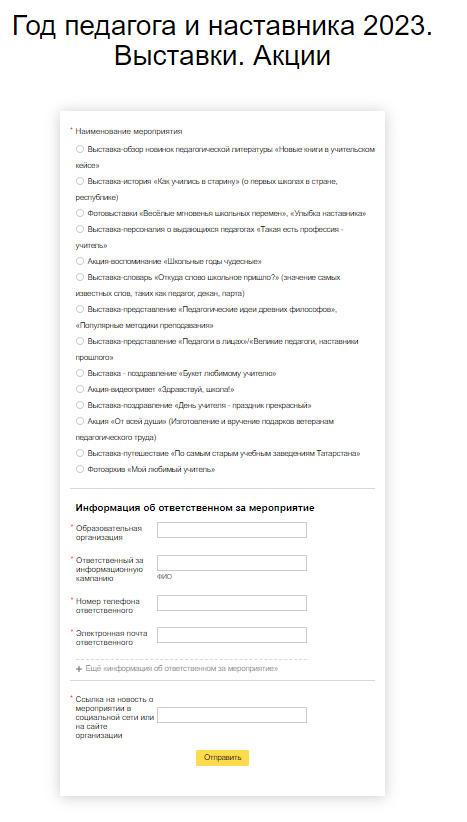 Год педагога и наставника 2023.
Выставки. Акции
* Наименование мероприятия
Выставка-обзор новинок педагогической литературы «Новые книги в учительском
кейсе»
Выставка-история «Как учились в старину» (о первых школах в стране,
республике)
Фотовыставки «Весёлые мгновенья школьных перемен», «Улыбка наставника»
Выставка-персоналия о выдающихся педагогах «Такая есть профессия -
учитель»
Акция-воспоминание «Школьные годы чудесные»
Выставка-словарь «Откуда слово школьное пришло?» (значение самых
известных слов, таких как педагог, декан, парта)
Выставка-представление «Педагогические идеи древних философов»,
«Популярные методики преподавания»
Выставка-представление «Педагоги в лицах»/«Великие педагоги, наставники
прошлого»
Выставка - поздравление «Букет любимому учителю»
Акция-видеопривет «Здравствуй, школа!»
Выставка-поздравление «День учителя - праздник прекрасный»
Акция «От всей души» (Изготовление и вручение подарков ветеранам
педагогического труда)
Выставка-путешествие «По самым старым учебным заведениям Татарстана»
Фотоархив «Мой любимый учитель»
Информация об ответственном за мероприятие
* Образовательная
организация
* Ответственный за
информационную
кампанию
ФИО
* Номер телефона
ответственного
* Электронная почта
ответственного
+ Ещё «информация об ответственном за мероприятие»
* Ссылка на новость о
мероприятии в
социальной сети или
на сайте
организации
Отправить